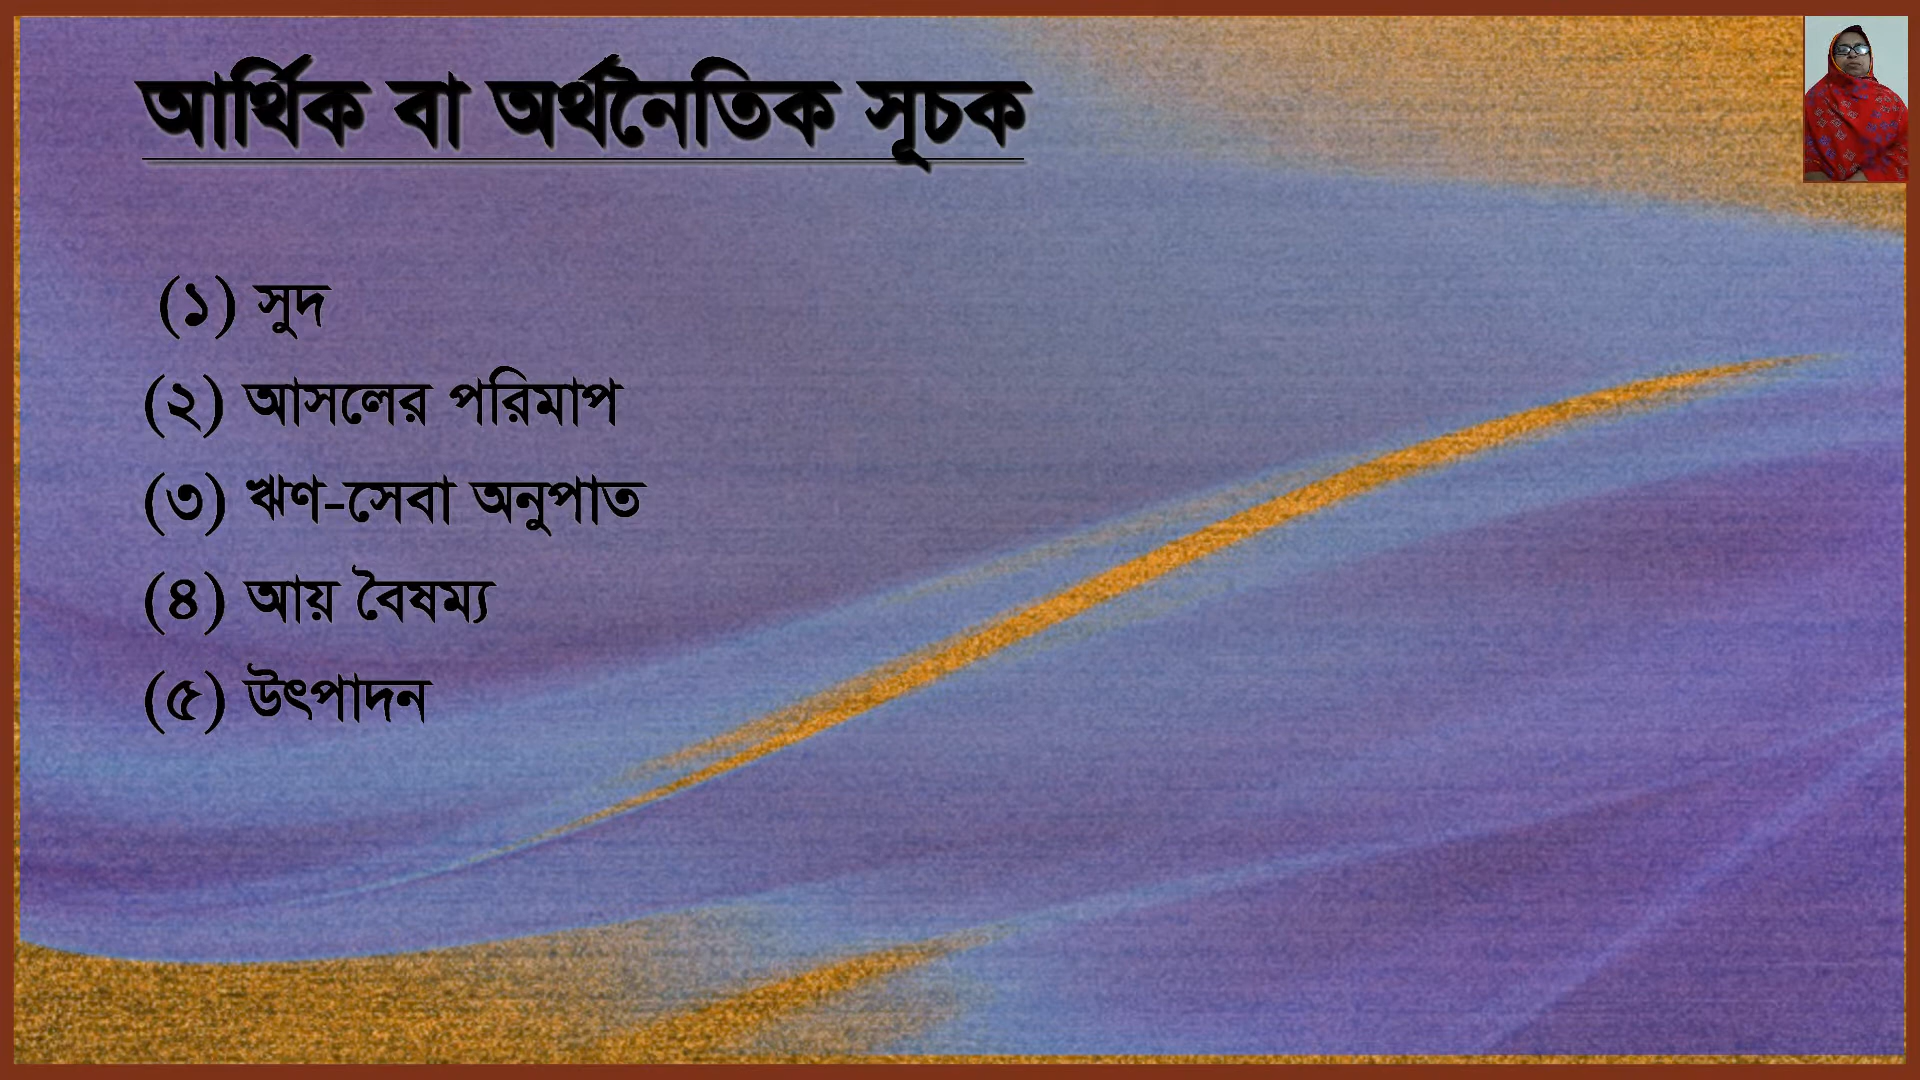 আর্থিক বা অর্থনৈতিক সূচক
(১) সুদ
(২) আসলের পরিমাপ
(৩) ঋণ-সেবা অনুপাত
(৪) আয় বৈষম্য
(৫) উৎপাদন